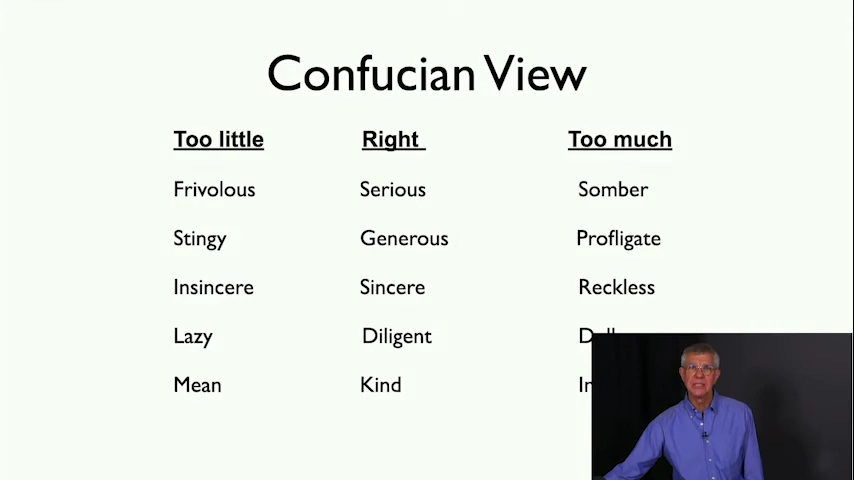 Confucian View
Too little Right Too much
Frivolous Serious Somber
Stingy Generous Profligate
Insincere Sincere Reckless
Lazy Diligent
Mean Kind